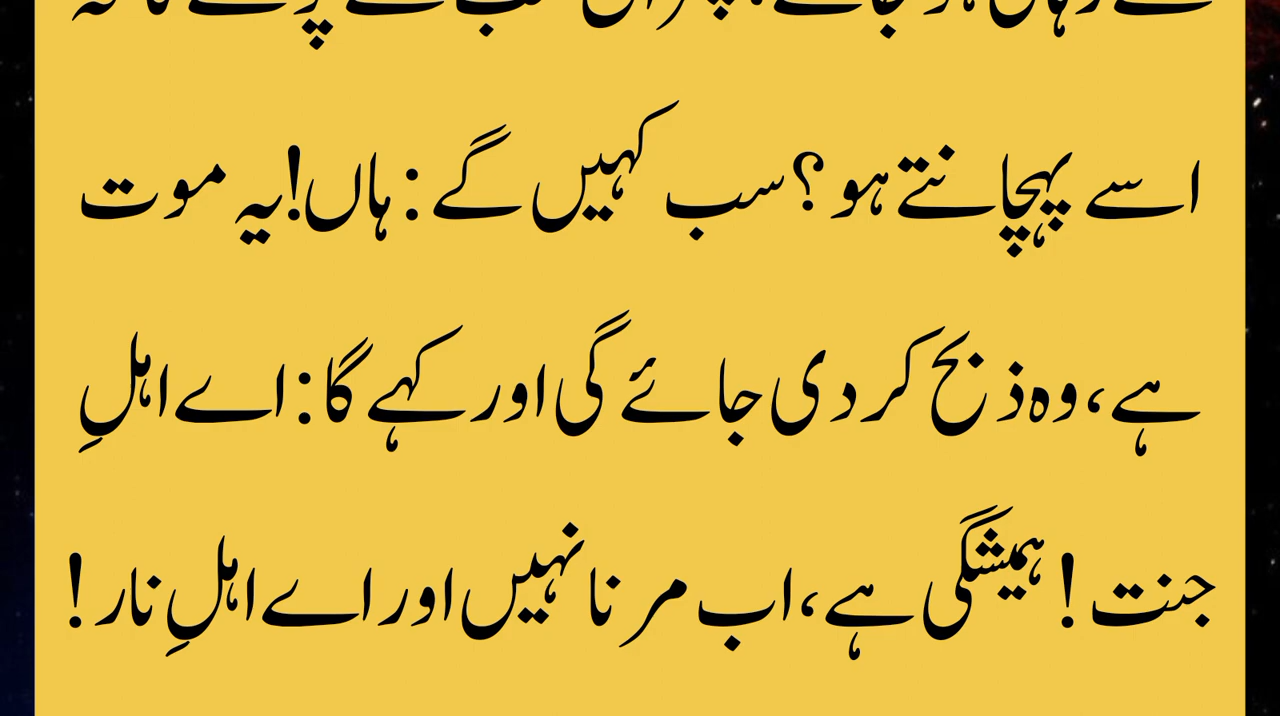 اسے پہچانتے ہو؟ سب کہیں گے: ہاں! یہ موت
ہے، وہ ذبح کر دی جائے گی اور کہے گا: اے اہلِ
جنت! ہمیشگی ہے، اب مرنا نہیں اور اے اہلِ نار!